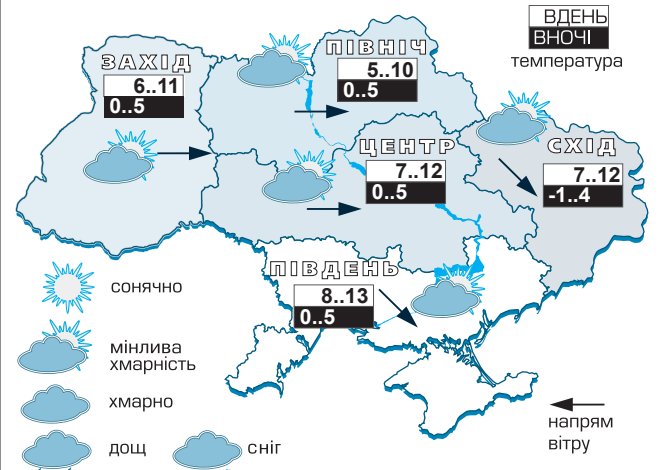 ВДЕНЬ
ВНОЧІ
температура
ЗАХІД
6..11
0..5
ПІВНІЧ
5..10
0..5
ЦЕНТР
7..12
0..5
СХІД
7..12
-1..4
ПІВДЕНЬ
8..13
0..5
сонячно
мінлива
хмарність
хмарно
дощ
сніг
напрям
вітру